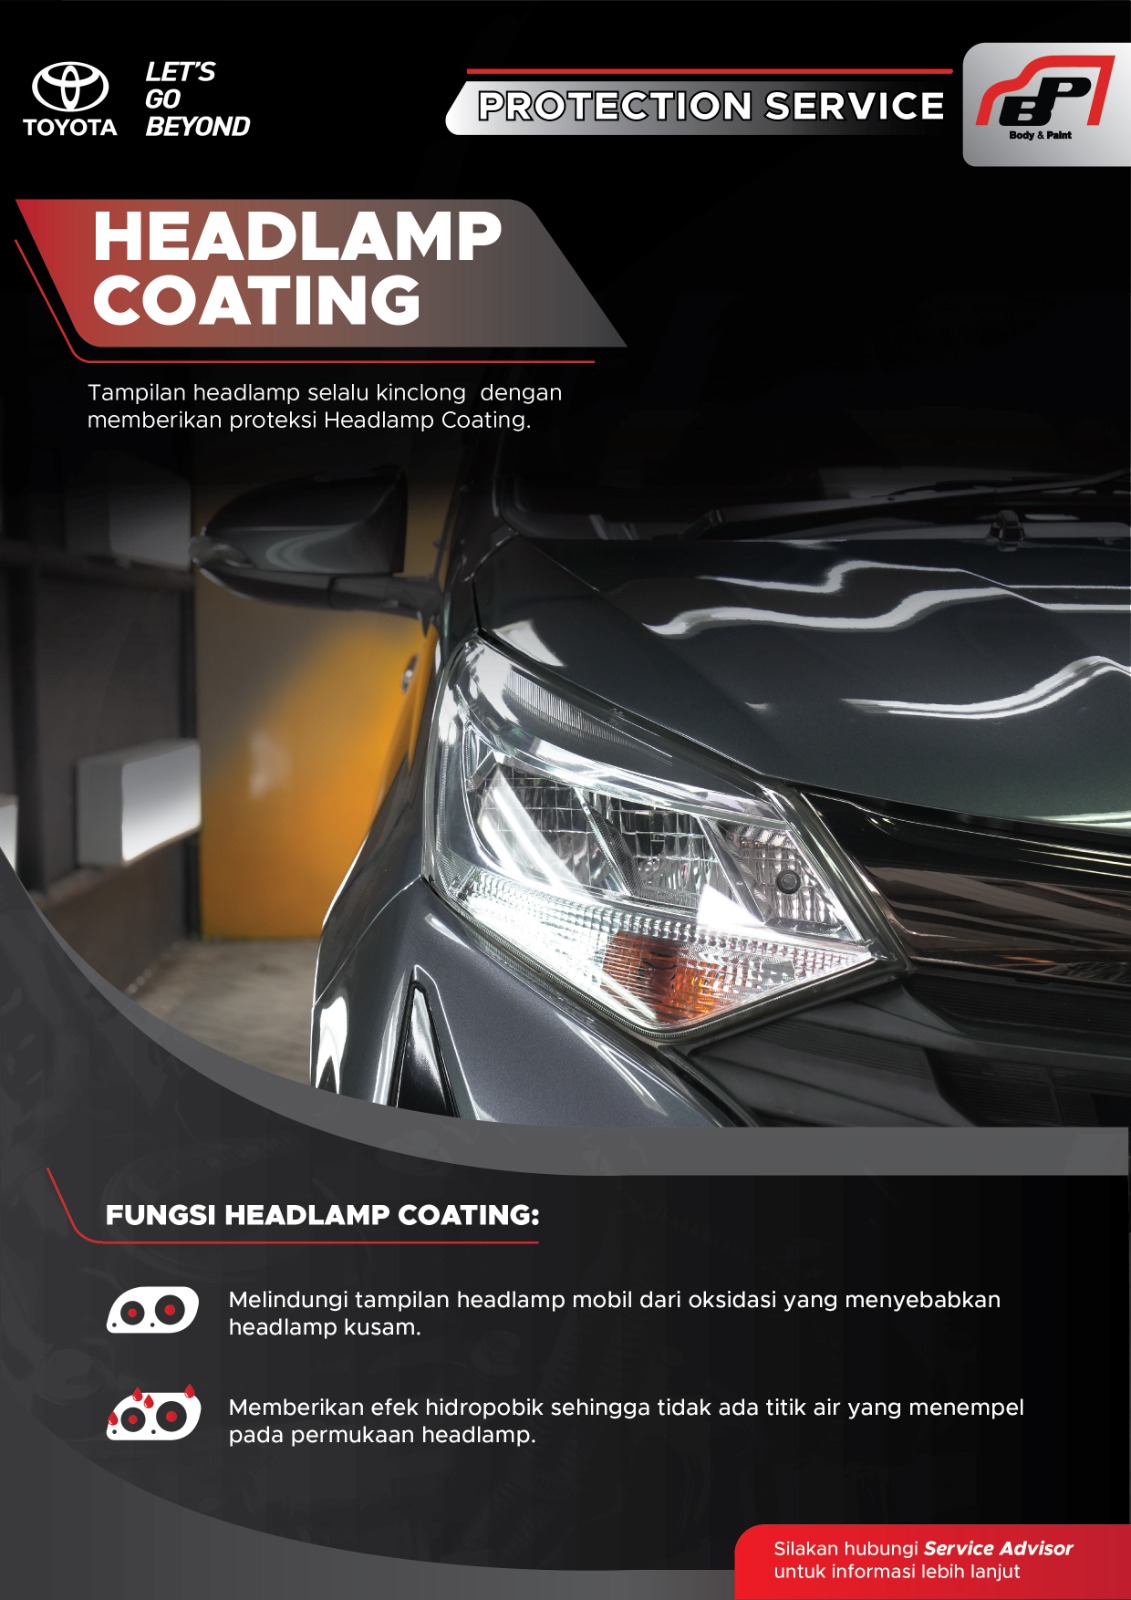 TOYOTA
LET'S
GO
BEYOND
PROTECTION SERVICE
BP
Body & Paint
HEADLAMP
COATING
Tampilan headlamp selalu kinclong dengan
memberikan proteksi Headlamp Coating.
FUNGSI HEADLAMP COATING:
Melindungi tampilan headlamp mobil dari oksidasi yang menyebabkan
headlamp kusam.
Memberikan efek hidropobik sehingga tidak ada titik air yang menempel
pada permukaan headlamp.
Silakan hubungi Service Advisor
untuk informasi lebih lanjut